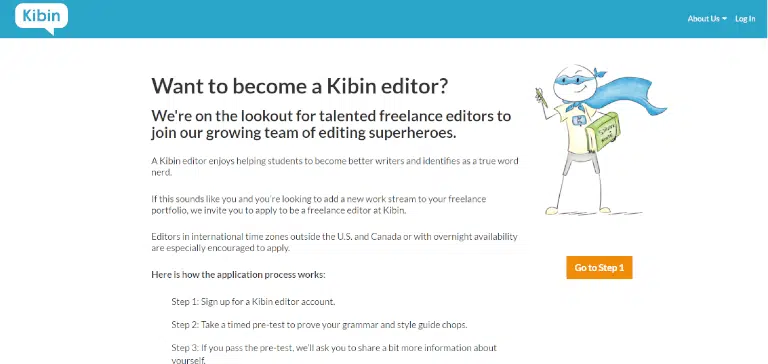 Kibin
About Us
Log In
Want to become a Kibin editor?
We're on the lookout for talented freelance editors to
join our growing team of editing superheroes.
A Kibin editor enjoys helping students to become better writers and identifies as a true word
nerd.
If this sounds like you and you're looking to add a new work stream to your freelance
portfolio, we invite you to apply to be a freelance editor at Kibin.
Editors in international time zones outside the U.S. and Canada or with overnight availability
are especially encouraged to apply.
Here is how the application process works:
Go to Step 1
Step 1: Sign up for a Kibin editor account.
Step 2: Take a timed pre-test to prove your grammar and style guide chops.
Step 3: If you pass the pre-test, we'll ask you to share a bit more information about
yourself.